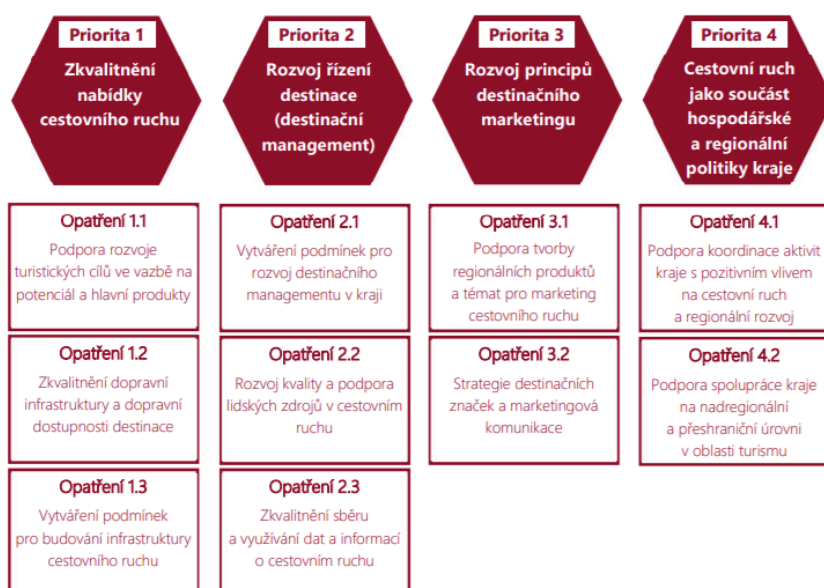 Priorita 1
Zkvalitnění
nabídky
cestovního ruchu
Priorita 2
Rozvoj řízení
destinace
(destinační
management)
Priorita 3
Rozvoj principů
destinačního
marketingu
Priorita 4
Cestovní ruch
jako součást
hospodářské
a regionální
politiky kraje
Opatření 1.1
Podpora rozvoje
turistických cílů ve vazbě na
potenciál a hlavní produkty
Opatření 2.1
Vytváření podmínek pro
rozvoj destinačního
managementu v kraji
Opatření 3.1
Podpora tvorby
regionálních produktů
a témat pro marketing
cestovního ruchu
Opatření 4.1
Podpora koordinace aktivit
kraje s pozitivním vlivem
na cestovní ruch
a regionální rozvoj
Opatření 1.2
Zkvalitnění dopravní
infrastruktury a dopravní
dostupnosti destinace
Opatření 2.2
Rozvoj kvality a podpora
lidských zdrojů v cestovním
ruchu
Opatření 3.2
Strategie destinačních
značek a marketingová
komunikace
Opatření 4.2
Podpora spolupráce kraje
na nadregionální
a přeshraniční úrovni
v oblasti turismu
Opatření 1.3
Vytváření podmínek
pro budování infrastruktury
cestovního ruchu
Opatření 2.3
Zkvalitnění sběru
a využívání dat a informací
o cestovním ruchu